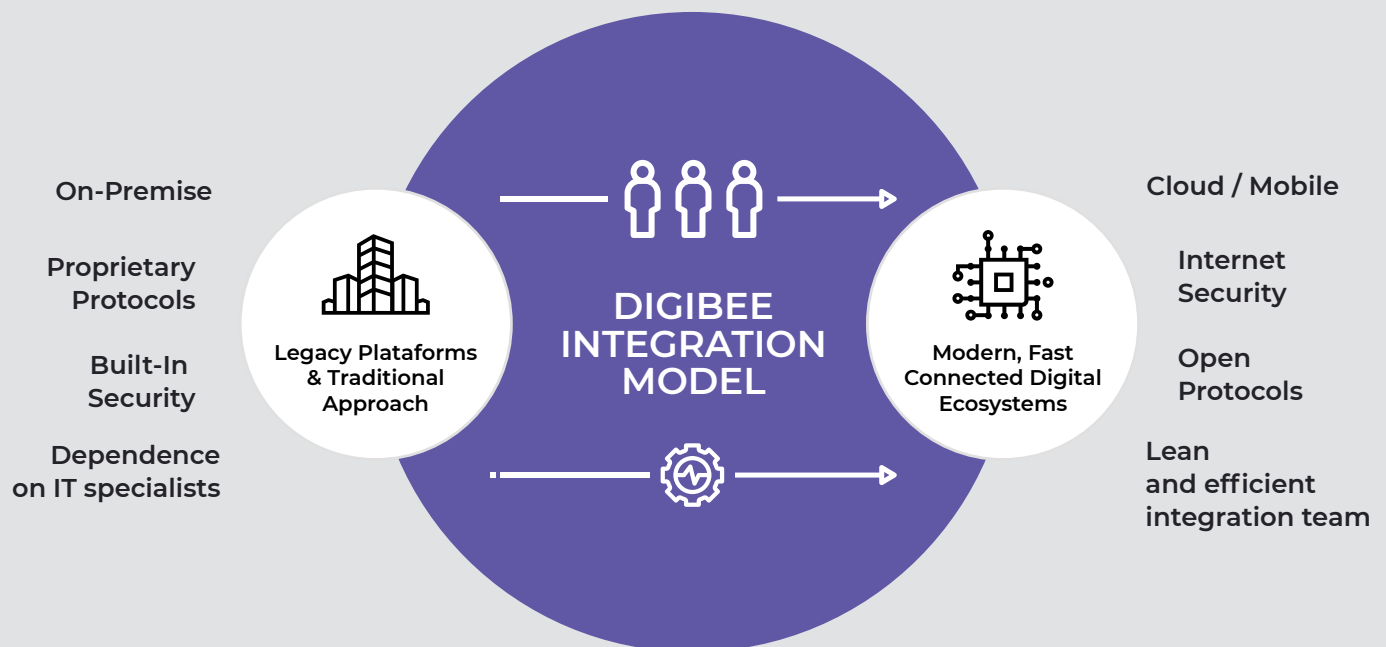 On-Premise
Proprietary
Protocols
Built-In
Security
Dependence
on IT specialists
Legacy Plataforms
& Traditional
Approach
DIGIBEE
INTEGRATION
MODEL
Modern, Fast
Connected Digital
Ecosystems
Cloud / Mobile
Internet
Security
Open
Protocols
Lean
and efficient
integration team